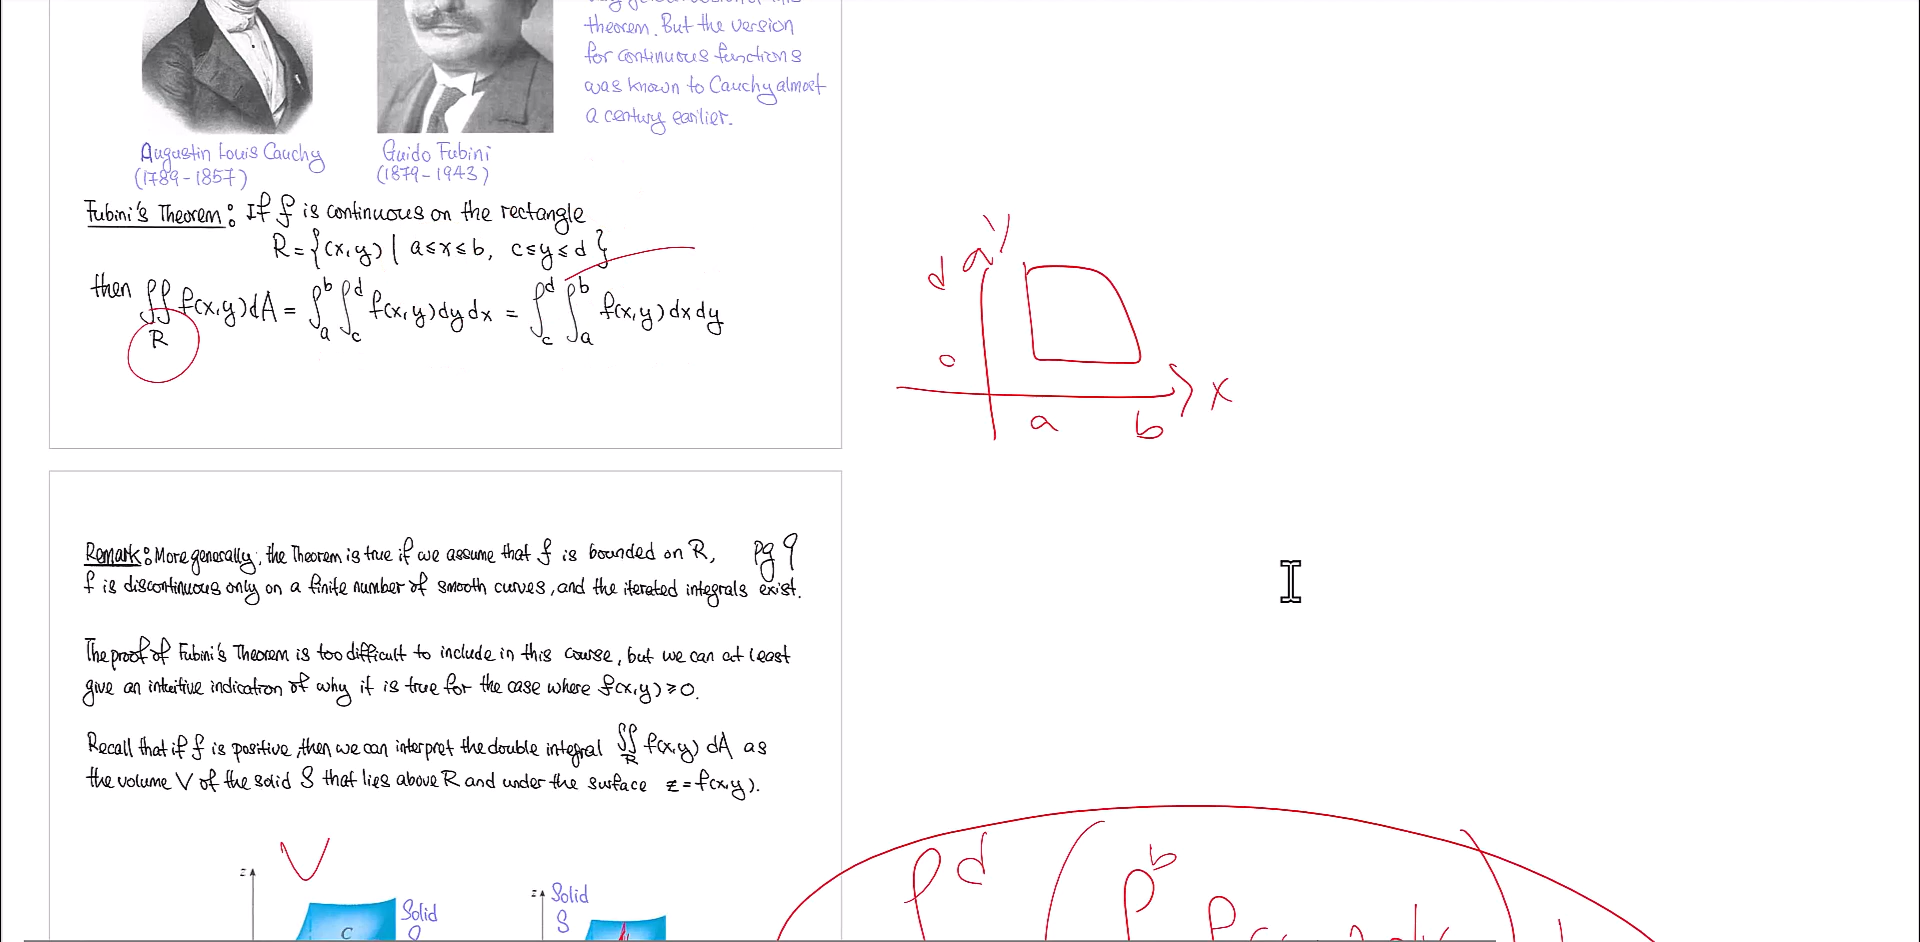 theorem. But the version
for continuous functions
was known to Cauchy almost
a century earilier.
Augustin Louis Cauchy
(1789-1857)
Guido Fubini
(1879-1943)
Fubini's Theorem: If f is continuous on the rectangle
R={(x,y) | a≤x≤b, c≤y≤d}
then ∬_R f(x,y)dA = ∫_a^b ∫_c^d f(x,y)dydx = ∫_c^d ∫_a^b f(x,y)dxdy
d
a
b
x
Remark: More generally, the Theorem is true if we assume that f is bounded on R, pg 9
f is discontinuous only on a finite number of smooth curves, and the iterated integrals exist.
The proof of Fubini's Theorem is too difficult to include in this course, but we can at least
give an intuitive indication of why it is true for the case where f(x,y)≥0.
Recall that if f is positive, then we can interpret the double integral ∬_R f(x,y) dA as
the volume V of the solid S that lies above R and under the surface z=f(x,y).
V
z
Solid
C
z
Solid
S
d
b